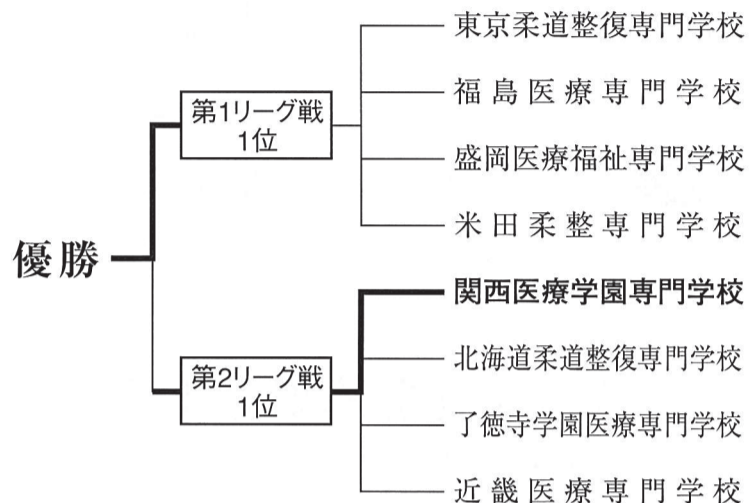 東京柔道整復専門学校
福島医療専門学校
第1リーグ戦
1位
盛岡医療福祉専門学校
米田柔整専門学校
優勝
関西医療学園専門学校
北海道柔道整復専門学校
第2リーグ戦
1位
了徳寺学園医療専門学校
近畿医療専門学校